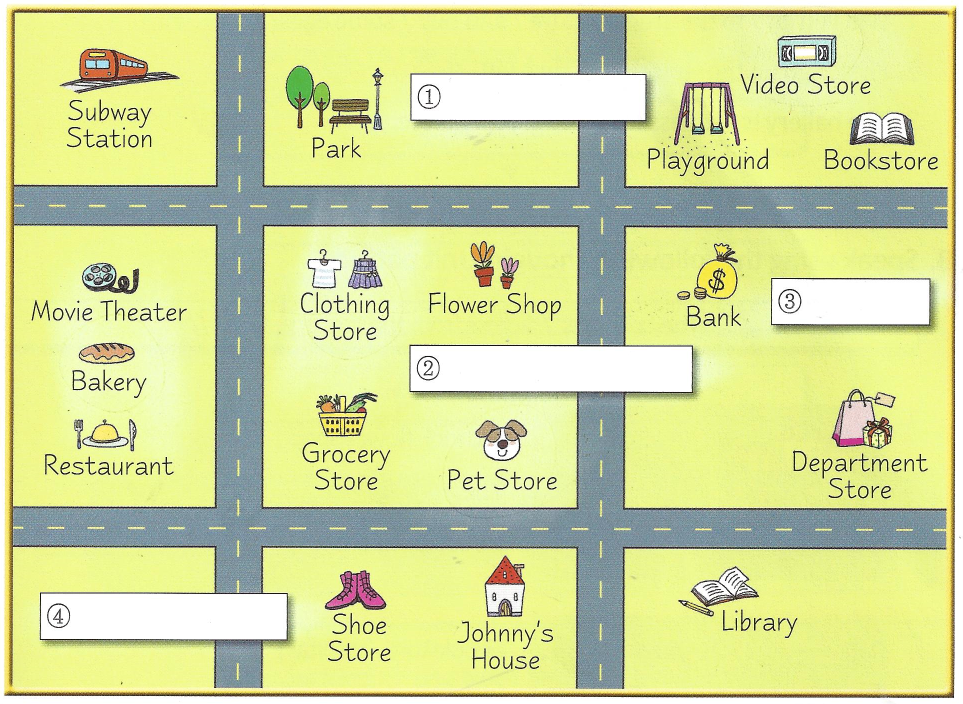 Subway
Station
Park
①
Video Store
Playground
Bookstore
Movie Theater
Bakery
Restaurant
Clothing
Store
Flower Shop
②
Grocery
Store
Pet Store
Bank
③
$
Department
Store
④
Shoe
Store
Johnny's
House
Library